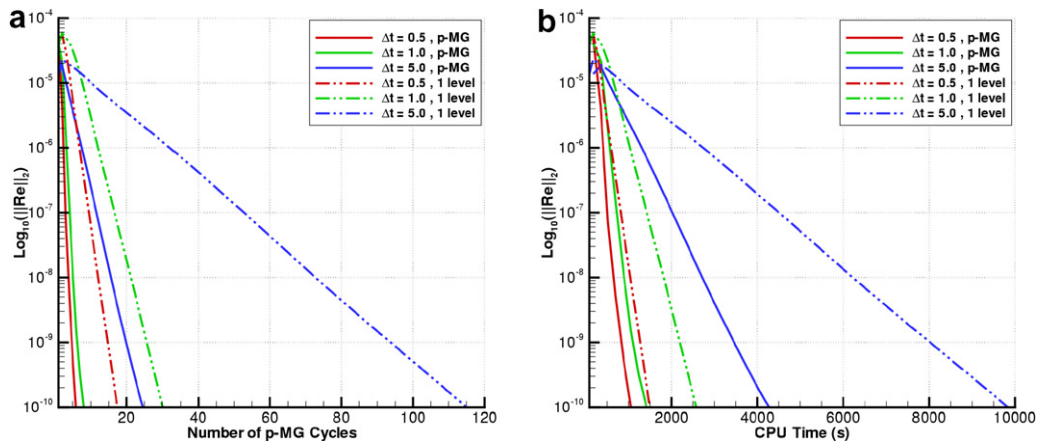 a
10^-4
10^-5
10^-6
10^-7
10^-8
10^-9
10^-10
Log10(||Re||2)
Δt = 0.5 , p-MG
Δt = 1.0 , p-MG
Δt = 5.0 , p-MG
Δt = 0.5 , 1 level
Δt = 1.0 , 1 level
Δt = 5.0 , 1 level
20 40 60 80 100 120
Number of p-MG Cycles
b
10^-4
10^-5
10^-6
10^-7
10^-8
10^-9
10^-10
Log10(||Re||2)
Δt = 0.5 , p-MG
Δt = 1.0 , p-MG
Δt = 5.0 , p-MG
Δt = 0.5 , 1 level
Δt = 1.0 , 1 level
Δt = 5.0 , 1 level
2000 4000 6000 8000 10000
CPU Time (s)